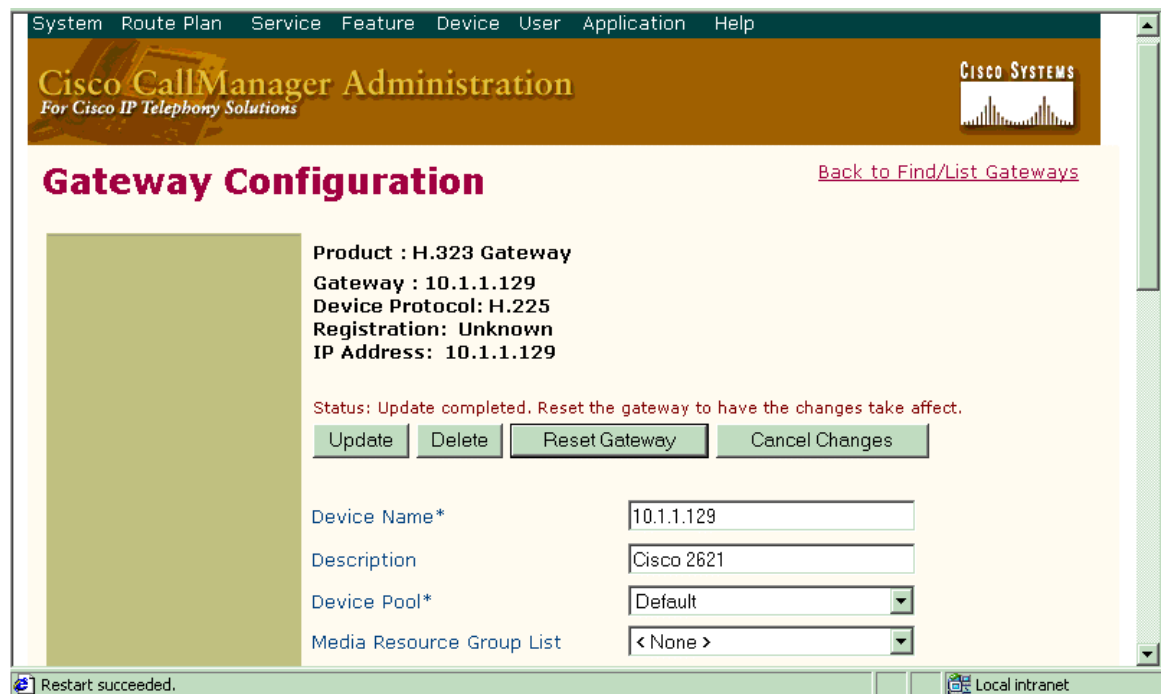 System Route Plan Service Feature Device User Application Help
Cisco CallManager Administration
For Cisco IP Telephony Solutions
CISCO SYSTEMS
Gateway Configuration
Back to Find/List Gateways
Product : H.323 Gateway
Gateway : 10.1.1.129
Device Protocol: H.225
Registration: Unknown
IP Address: 10.1.1.129
Status: Update completed. Reset the gateway to have the changes take affect.
Update Delete Reset Gateway Cancel Changes
Device Name* 10.1.1.129
Description Cisco 2621
Device Pool* Default
Media Resource Group List < None >
Restart succeeded. Local intranet